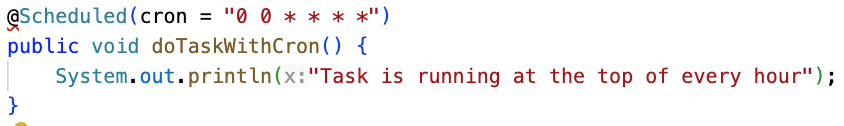 @Scheduled(cron = "0 0 * * * *")
public void doTaskWithCron() {
    System.out.println(x:"Task is running at the top of every hour");
}